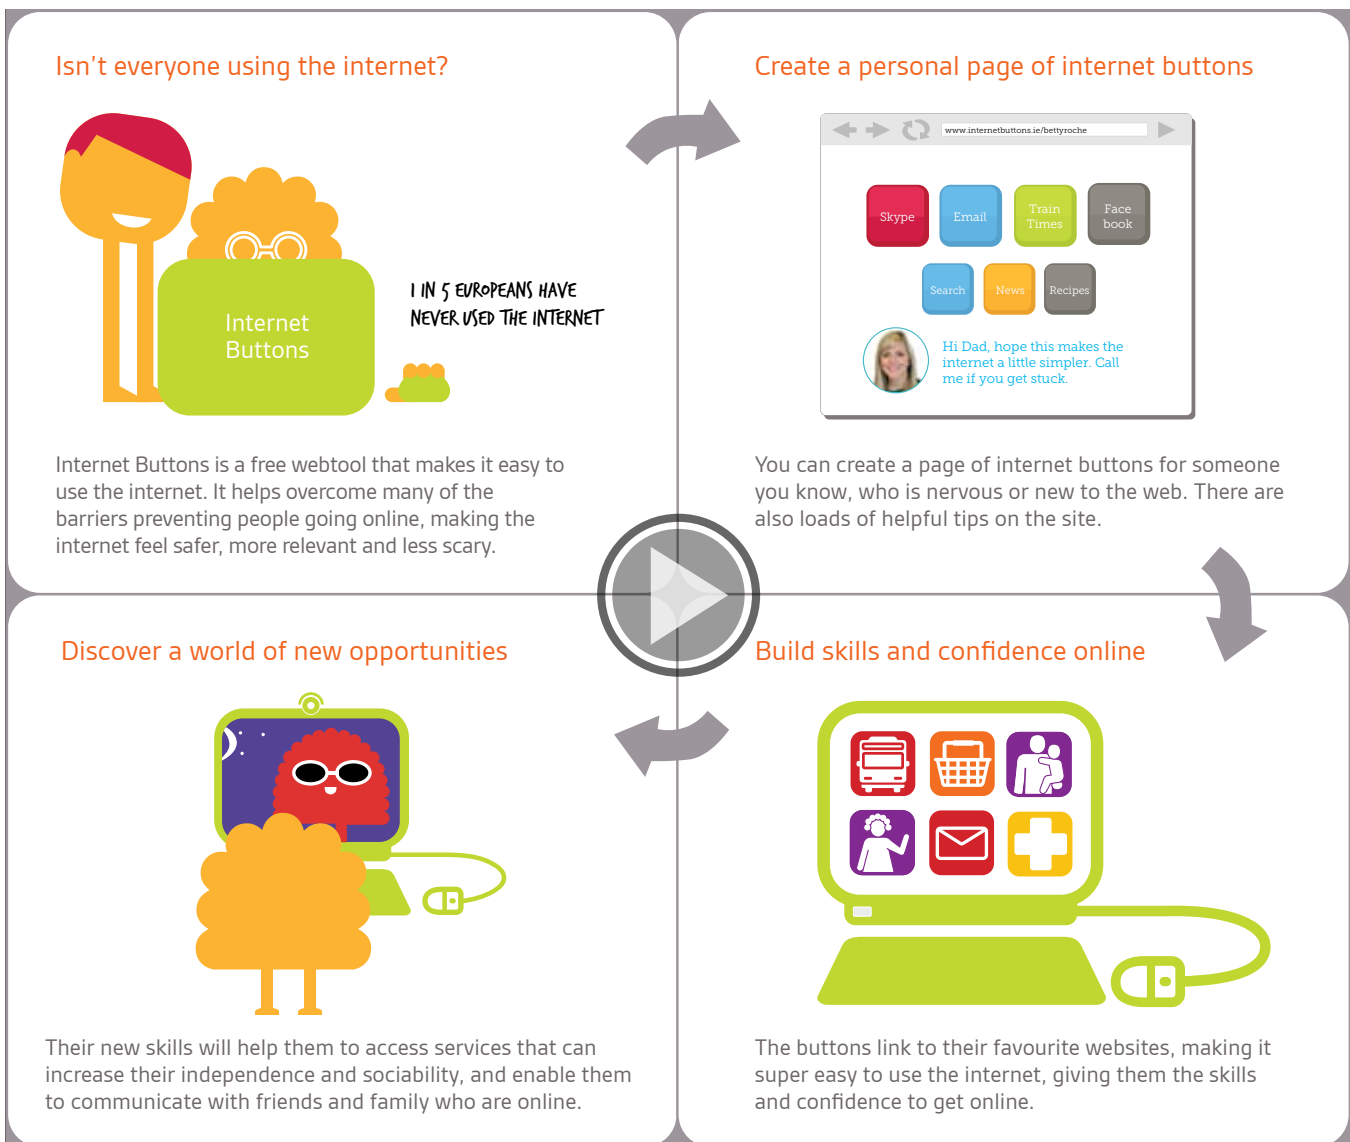 Isn't everyone using the internet?
Internet
Buttons
1 IN 5 EUROPEANS HAVE
NEVER USED THE INTERNET
Internet Buttons is a free webtool that makes it easy to
use the internet. It helps overcome many of the
barriers preventing people going online, making the
internet feel safer, more relevant and less scary.
Create a personal page of internet buttons
www.internetbuttons.ie/bettyroche
Skype
Email
Train
Times
Face
book
Search
News
Recipes
Hi Dad, hope this makes the
internet a little simpler. Call
me if you get stuck.
You can create a page of internet buttons for someone
you know, who is nervous or new to the web. There are
also loads of helpful tips on the site.
Build skills and confidence online
The buttons link to their favourite websites, making it
super easy to use the internet, giving them the skills
and confidence to get online.
Discover a world of new opportunities
Their new skills will help them to access services that can
increase their independence and sociability, and enable them
to communicate with friends and family who are online.